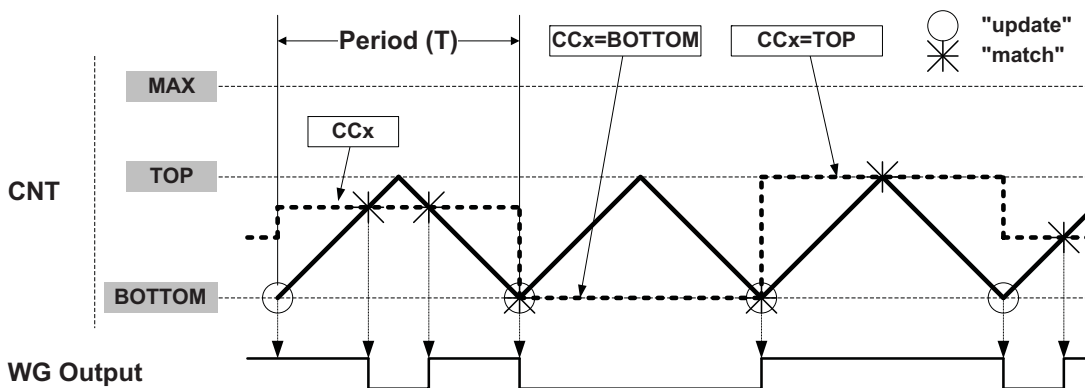 Period (T)
CCx=BOTTOM
CCx=TOP
"update"
"match"
MAX
CCx
TOP
CNT
BOTTOM
WG Output